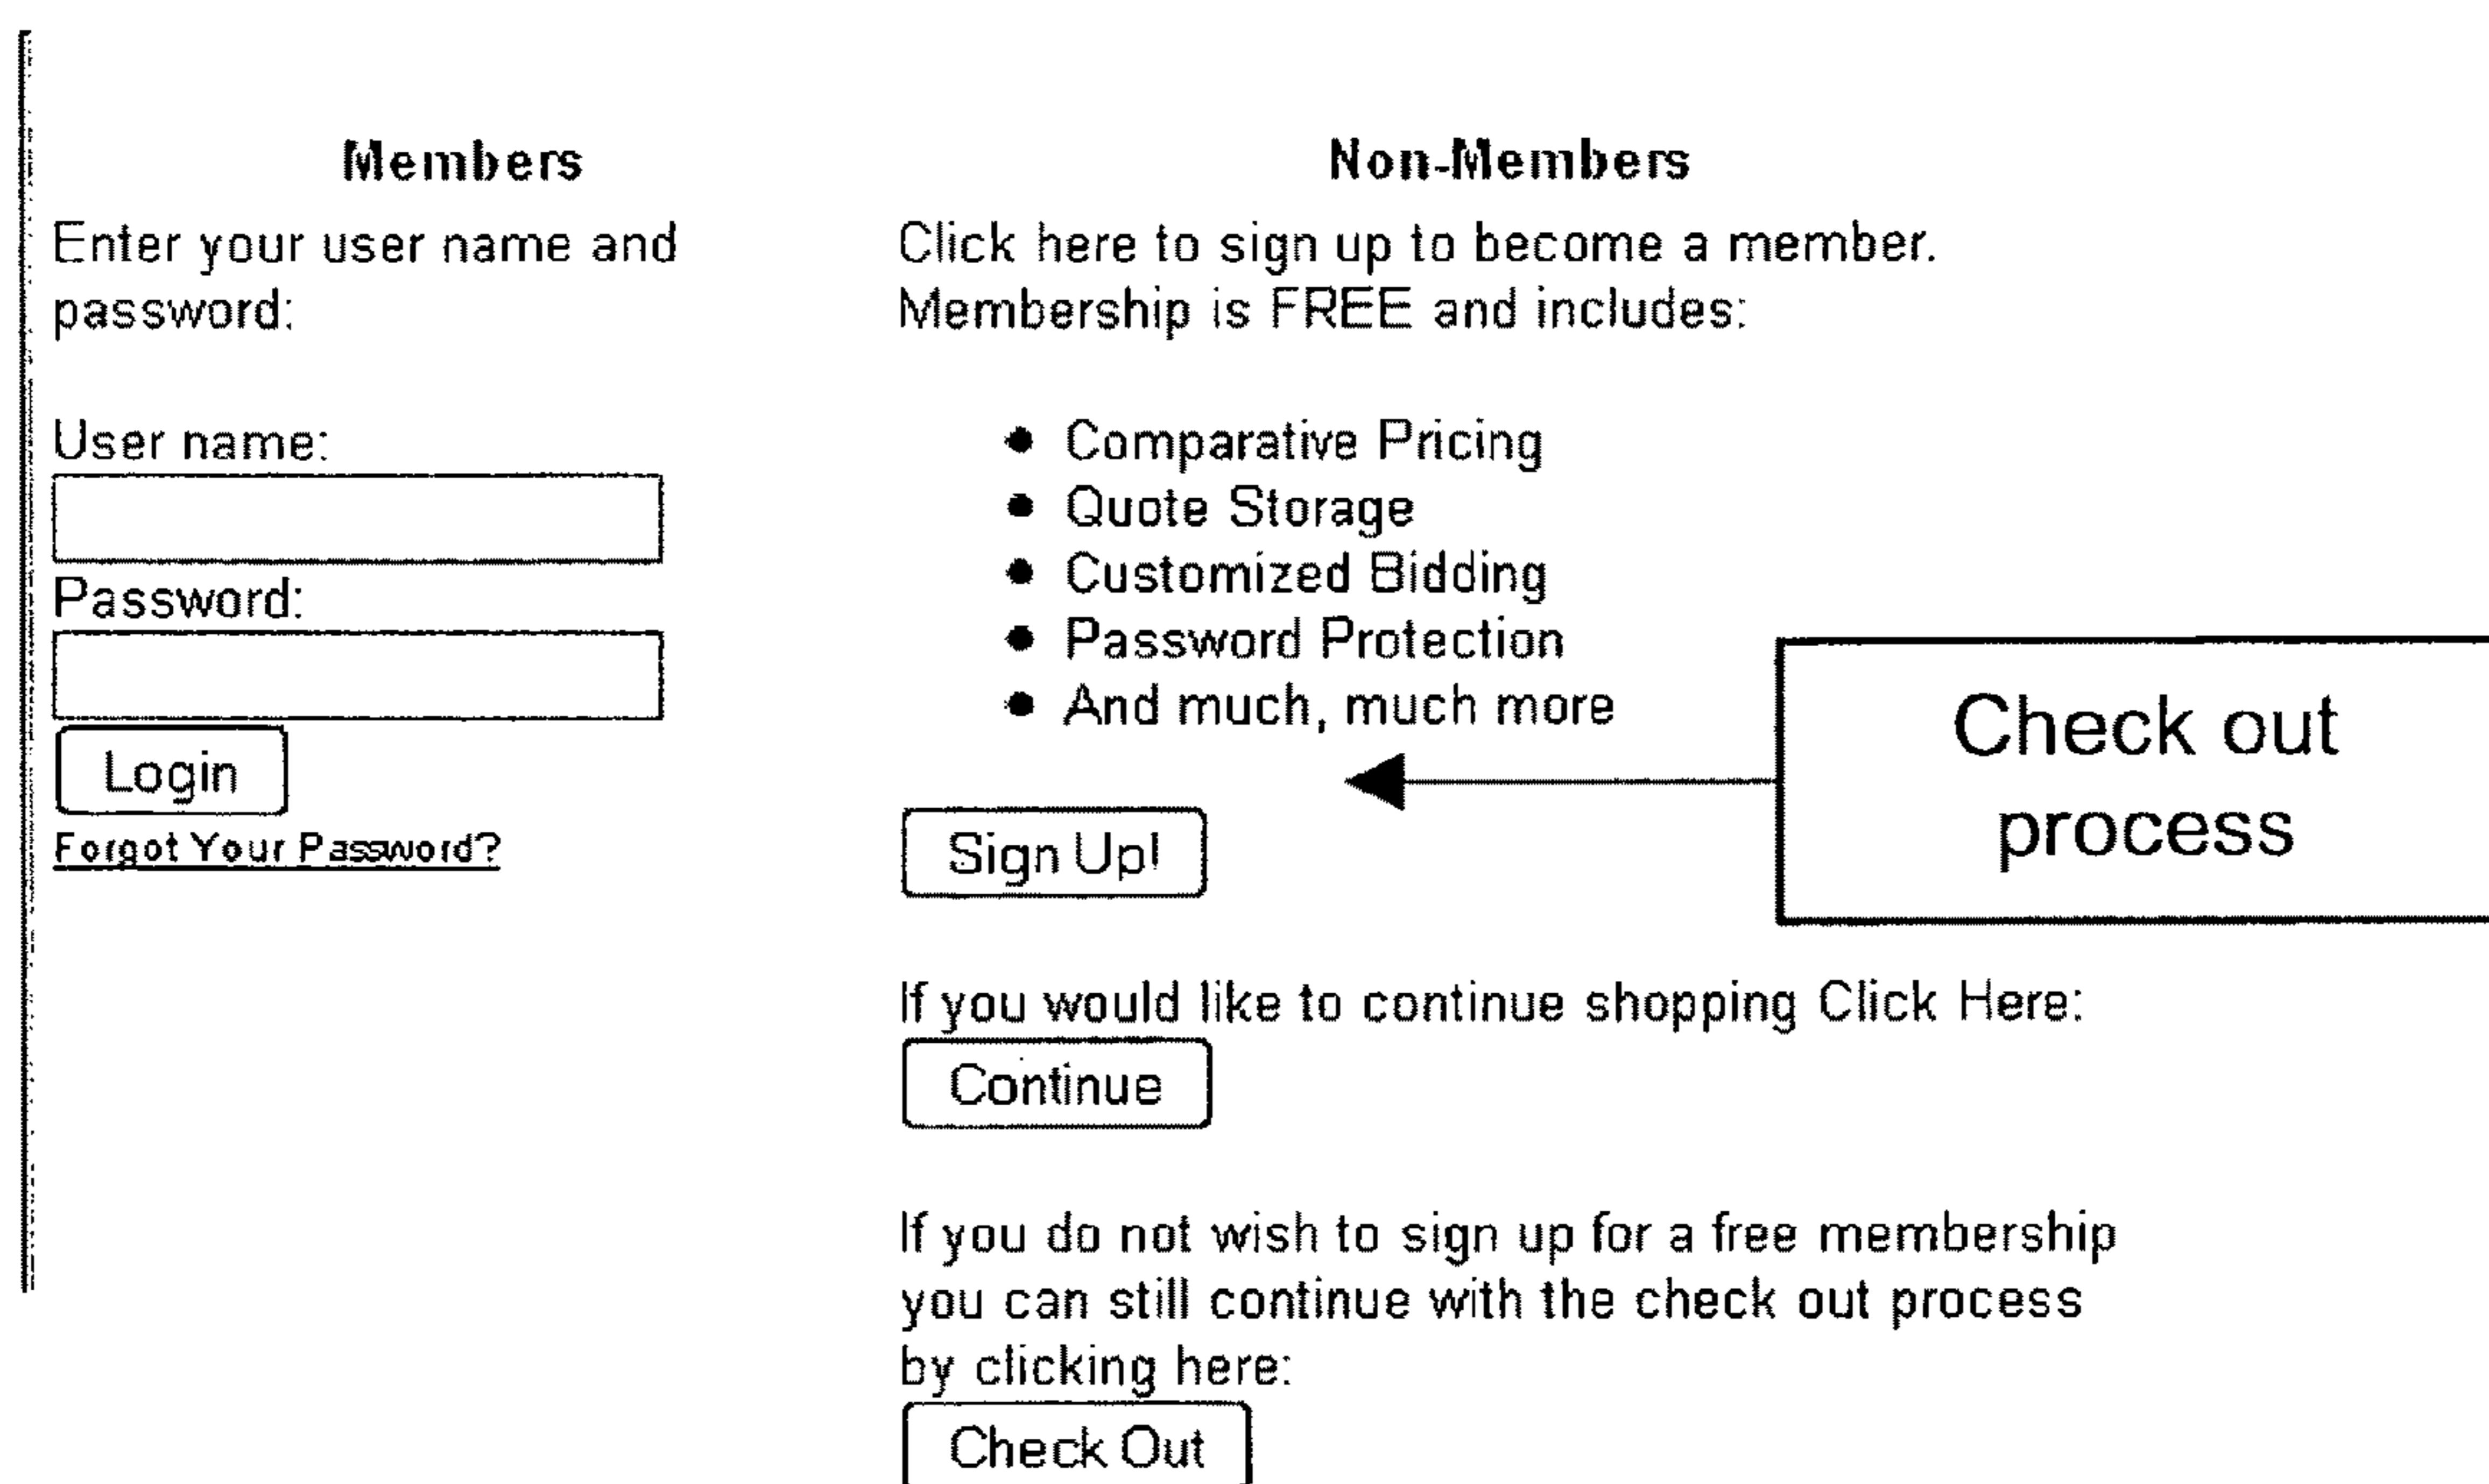 Members
Enter your user name and
password:
User name:
Password:
Login
Forgot Your Password?
Non-Members
Click here to sign up to become a member.
Membership is FREE and includes:
• Comparative Pricing
• Quote Storage
• Customized Bidding
• Password Protection
• And much, much more
Sign Up!
Check out
process
If you would like to continue shopping Click Here:
Continue
If you do not wish to sign up for a free membership
you can still continue with the check out process
by clicking here:
Check Out